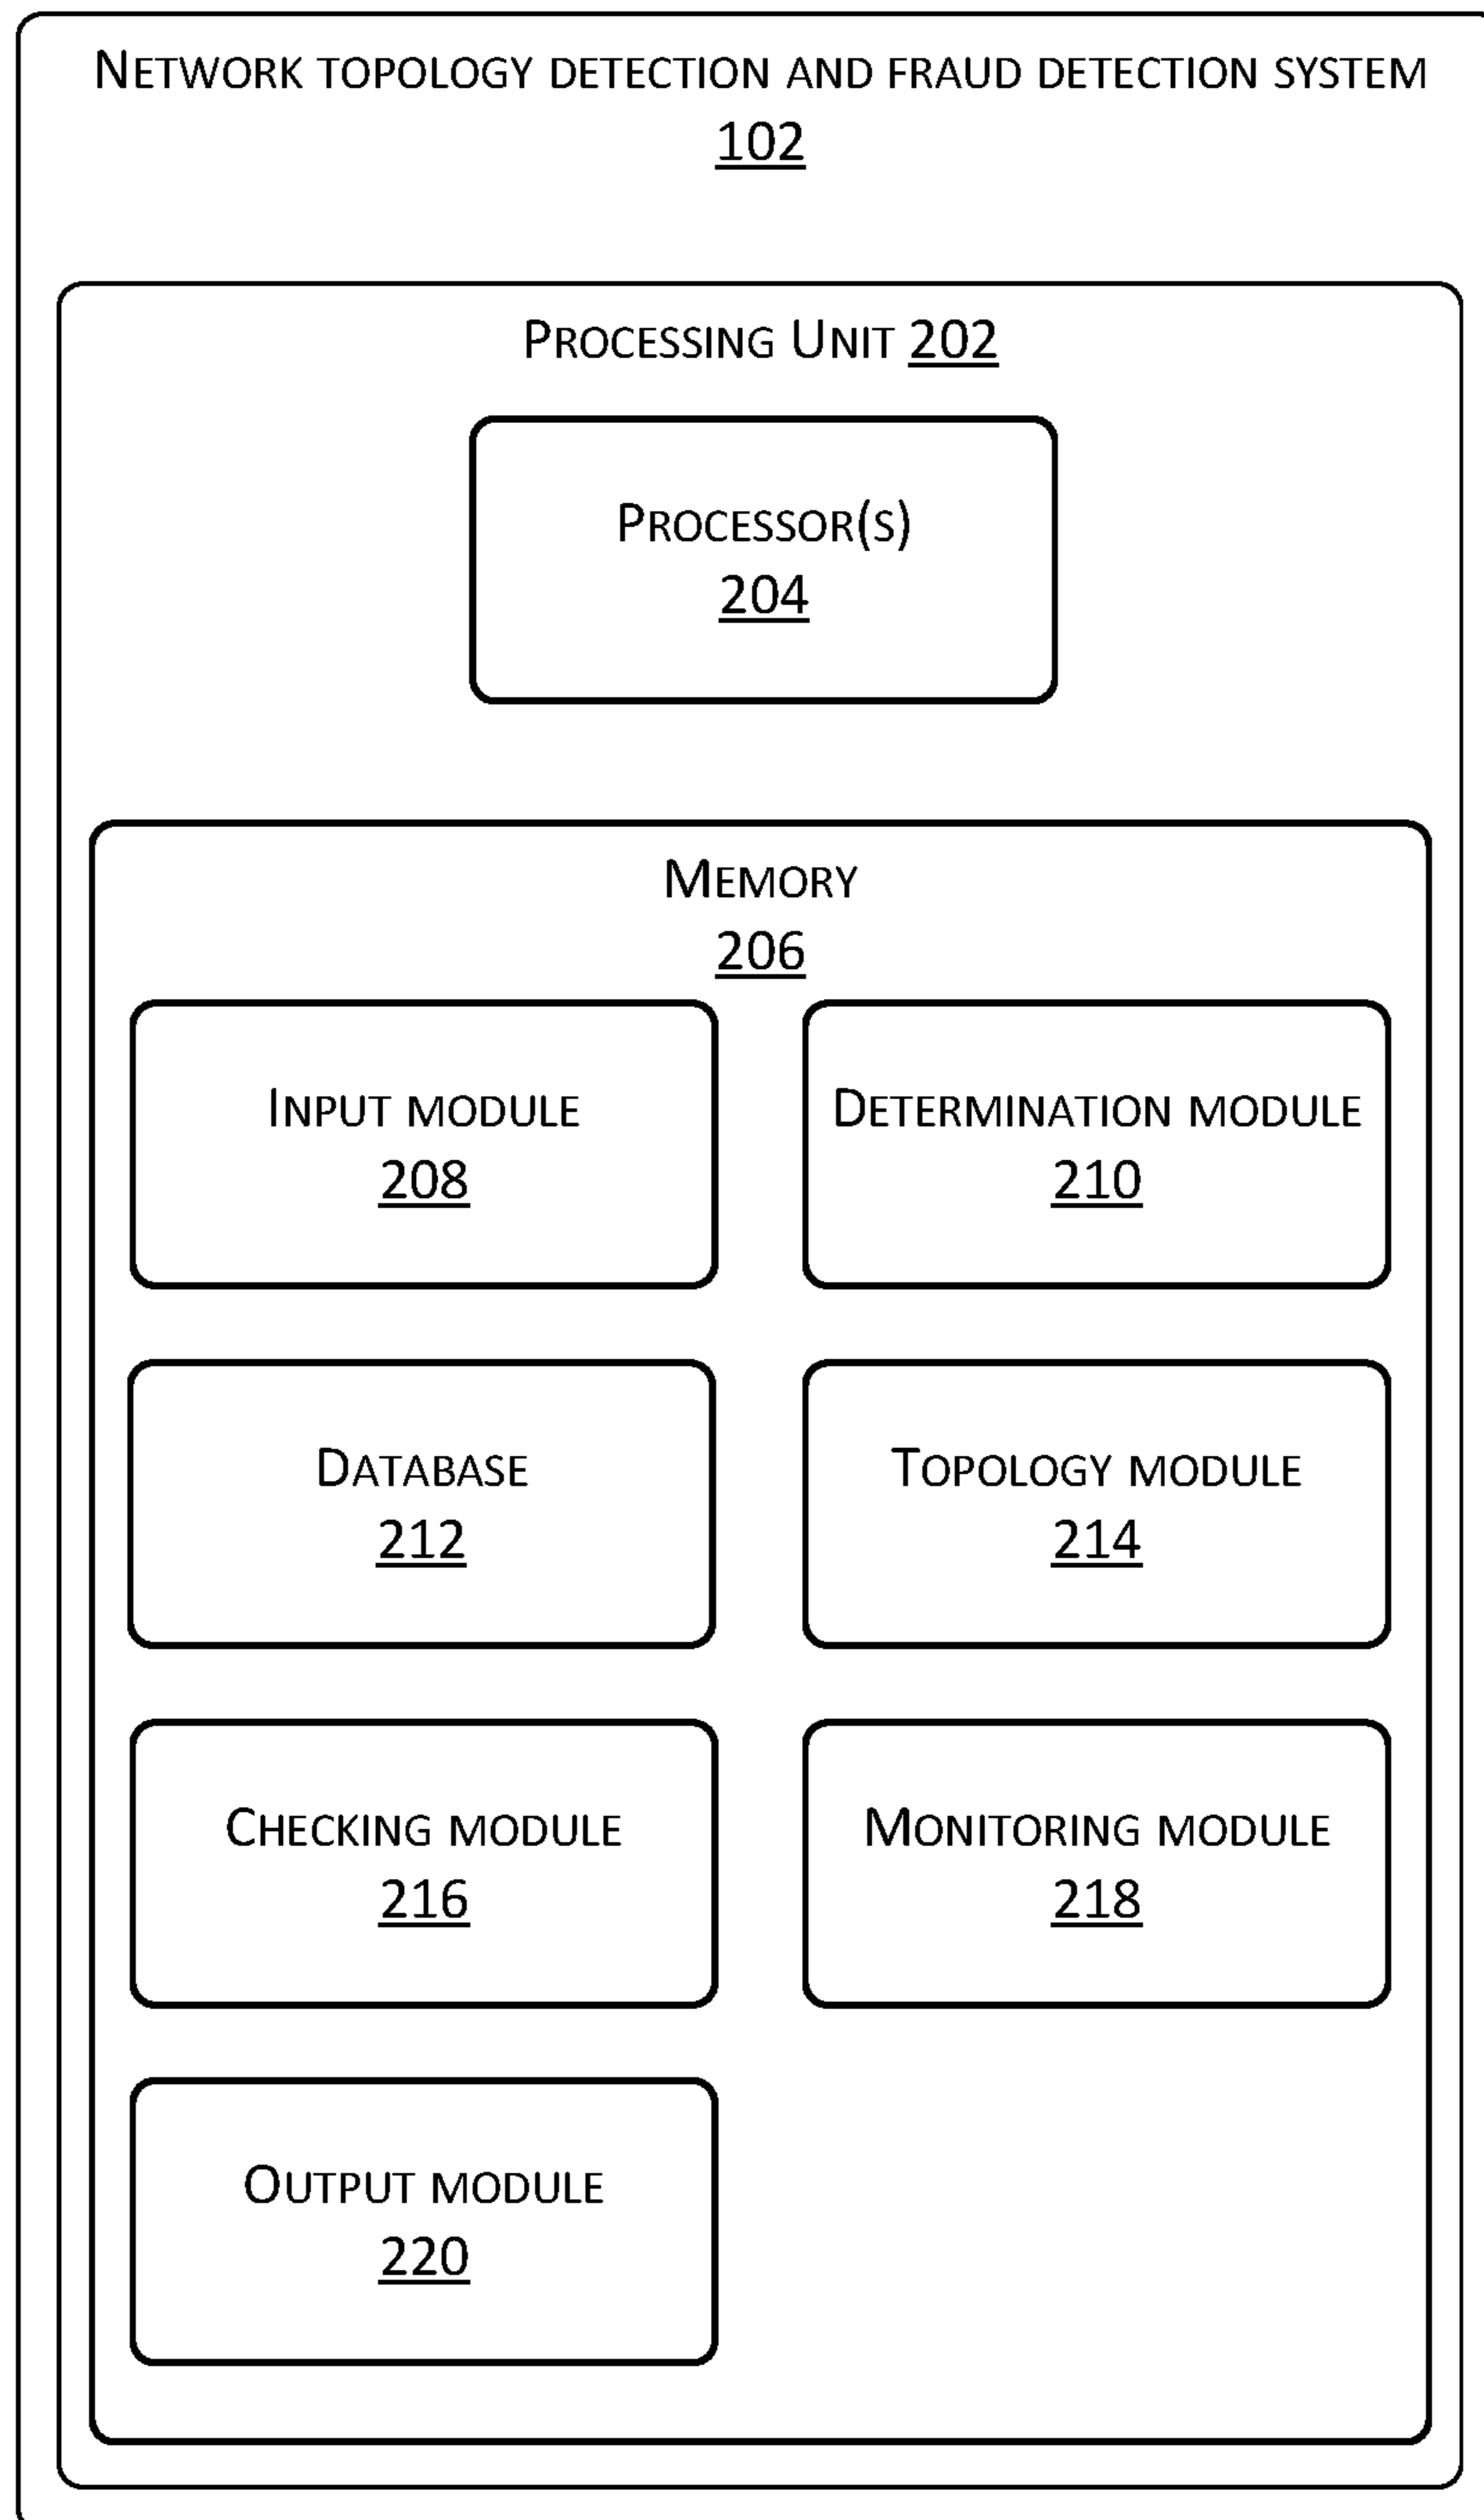 Network topology detection and fraud detection system
102
Processing Unit 202
Processor(s)
204
Memory
206
Input module
208
Determination module
210
Database
212
Topology module
214
Checking module
216
Monitoring module
218
Output module
220